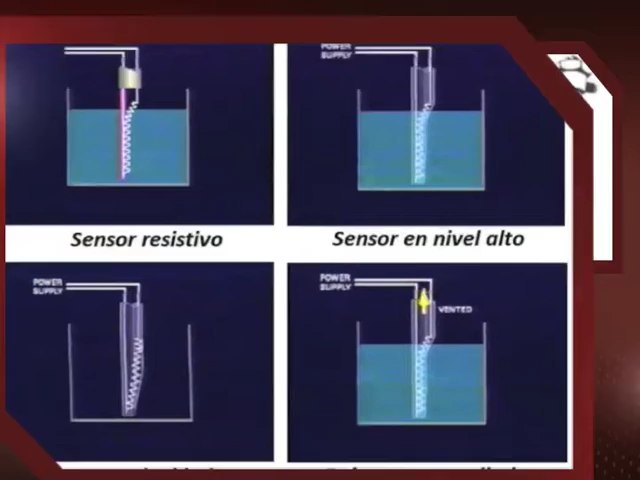 POWER
SUPPLY
Sensor resistivo
Sensor en nivel alto
POWER
SUPPLY
POWER
SUPPLY
VENTED